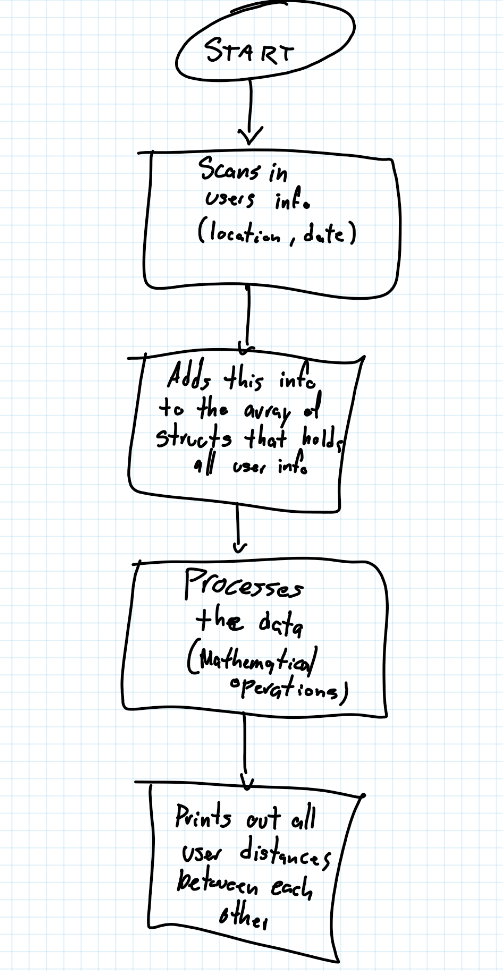 START
Scans in
users info
(location, date)
Adds this info
to the array of
structs that holds
all user info
Processes
the data
(Mathematical
operations)
Prints out all
user distances
between each
other